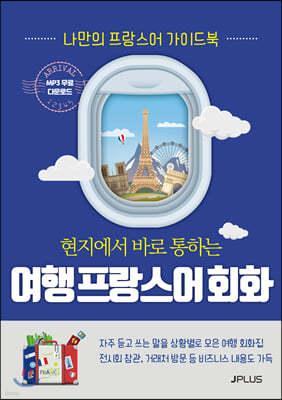 나만의 프랑스어 가이드북
ARRIVAL
MP3 무료
다운로드
12345
현지에서 바로 통하는
여행 프랑스어 회화
자주 듣고 쓰는 말을 상황별로 모은 여행 회화집
전시회 참관, 거래처 방문 등 비즈니스 내용도 가득
JPLUS